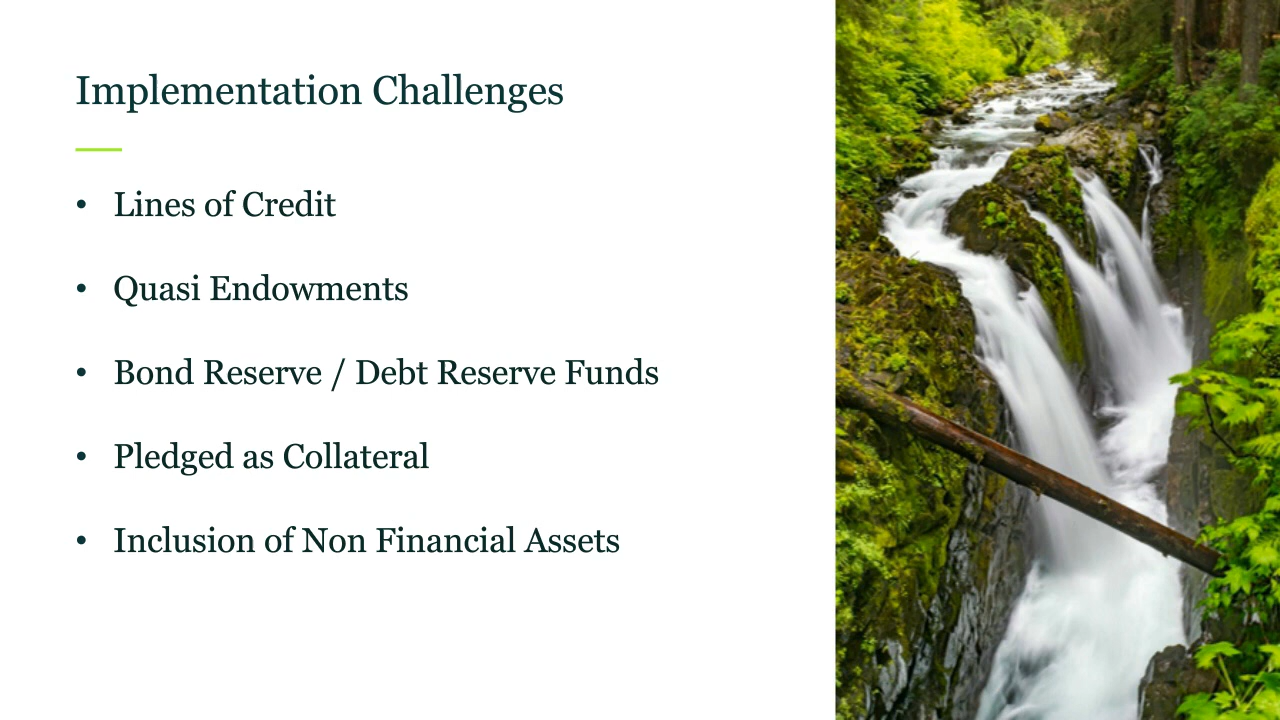 Implementation Challenges
• Lines of Credit
• Quasi Endowments
• Bond Reserve / Debt Reserve Funds
• Pledged as Collateral
• Inclusion of Non Financial Assets